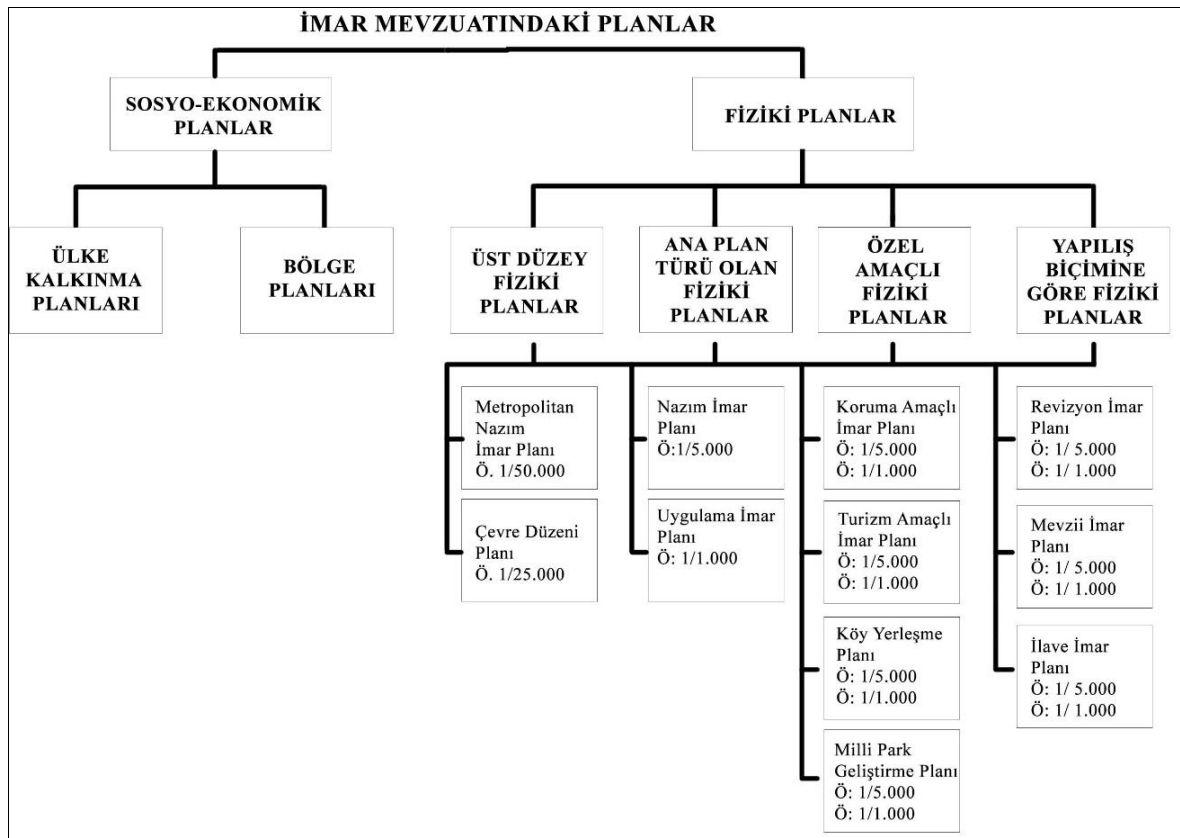 İMAR MEVZUATINDAKİ PLANLAR
SOSYO-EKONOMİK
PLANLAR
FİZİKİ PLANLAR
ÜLKE
KALKINMA
PLANLARI
BÖLGE
PLANLARI
ÜST DÜZEY
FİZİKİ
PLANLAR
ANA PLAN
TÜRÜ OLAN
FİZİKİ
PLANLAR
ÖZEL
AMAÇLI
FİZİKİ
PLANLAR
YAPILIŞ
BİÇİMİNE
GÖRE FİZİKİ
PLANLAR
Metropolitan
Nazım
İmar Planı
Ö. 1/50.000
Çevre Düzeni
Planı
Ö. 1/25.000
Nazım İmar
Planı
Ö:1/5.000
Uygulama İmar
Planı
Ö: 1/1.000
Koruma Amaçlı
İmar Planı
Ö: 1/5.000
Ö: 1/1.000
Turizm Amaçlı
İmar Planı
Ö: 1/5.000
Ö: 1/1.000
Köy Yerleşme
Planı
Ö: 1/5.000
Ö: 1/1.000
Milli Park
Geliştirme Planı
Ö: 1/5.000
Ö: 1/1.000
Revizyon İmar
Planı
Ö: 1/ 5.000
Ö: 1/ 1.000
Mevzii İmar
Planı
Ö: 1/ 5.000
Ö: 1/ 1.000
İlave İmar
Planı
Ö: 1/ 5.000
Ö: 1/ 1.000